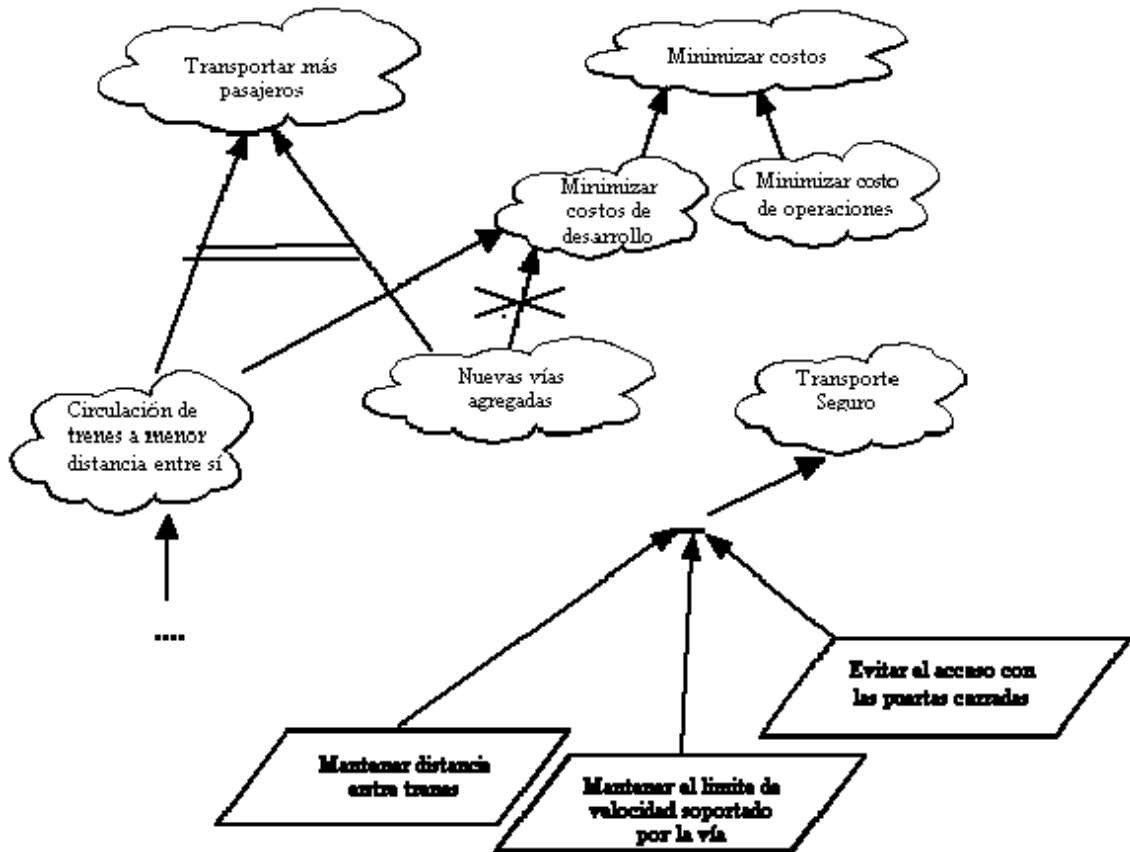 Transportar más
pasajeros
Minimizar costos
Minimizar
costos de
desarrollo
Minimizar costo
de operaciones
Nuevas vías
agregadas
Transporte
Seguro
Circulación de
trenes a menor
distancia entre sí
....
Evitar el acceso con
las puertas cerradas
Mantener distancia
entre trenes
Mantener el limite de
velocidad soportado
por la vía